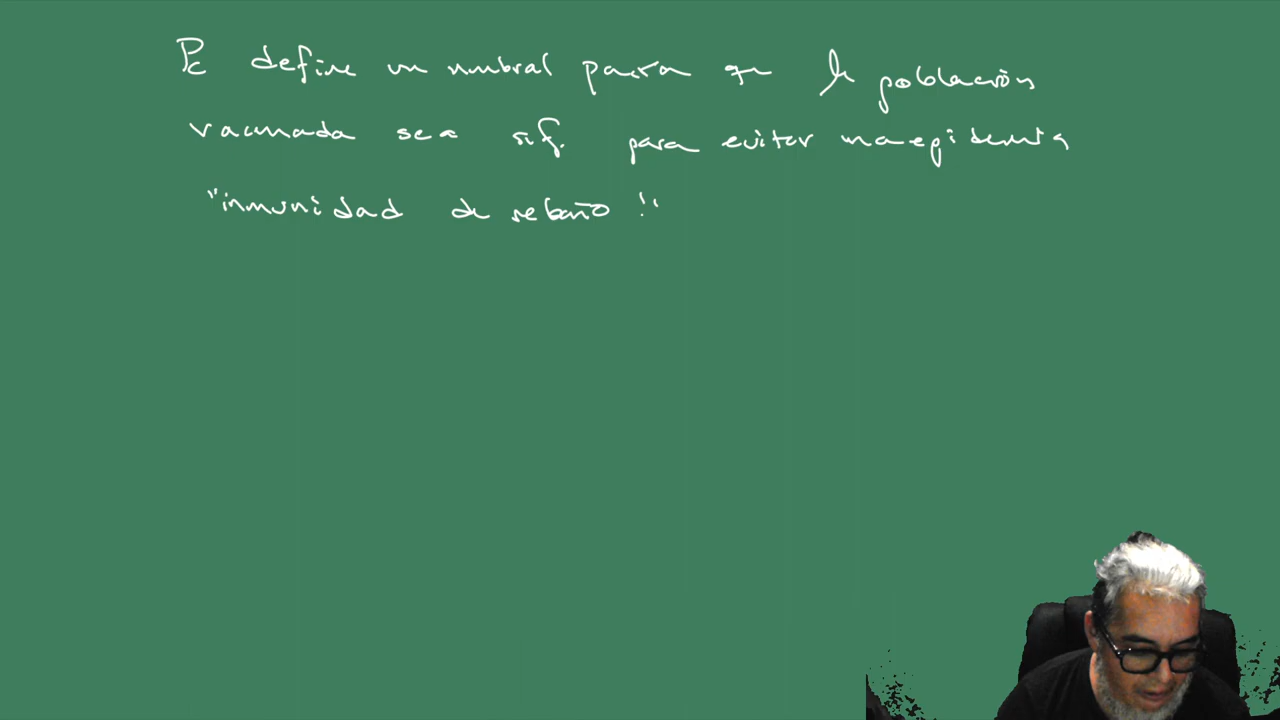 Pc define un umbral para que la población
vacunada sea suf. para evitar una epidemia
"inmunidad de rebaño !"